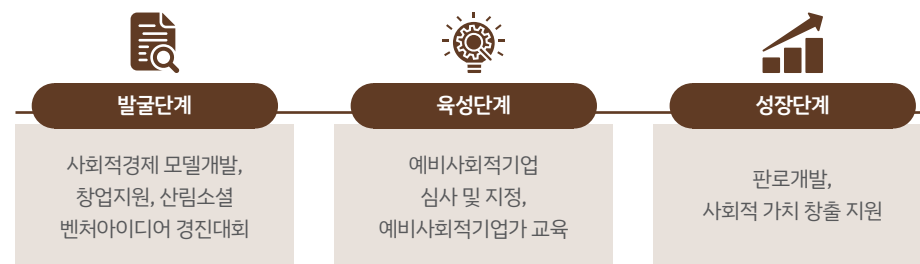 발굴단계
사회적경제 모델개발,
창업지원, 산림소셜
벤처아이디어 경진대회
육성단계
예비사회적기업
심사 및 지정,
예비사회적기업가 교육
성장단계
판로개발,
사회적 가치 창출 지원